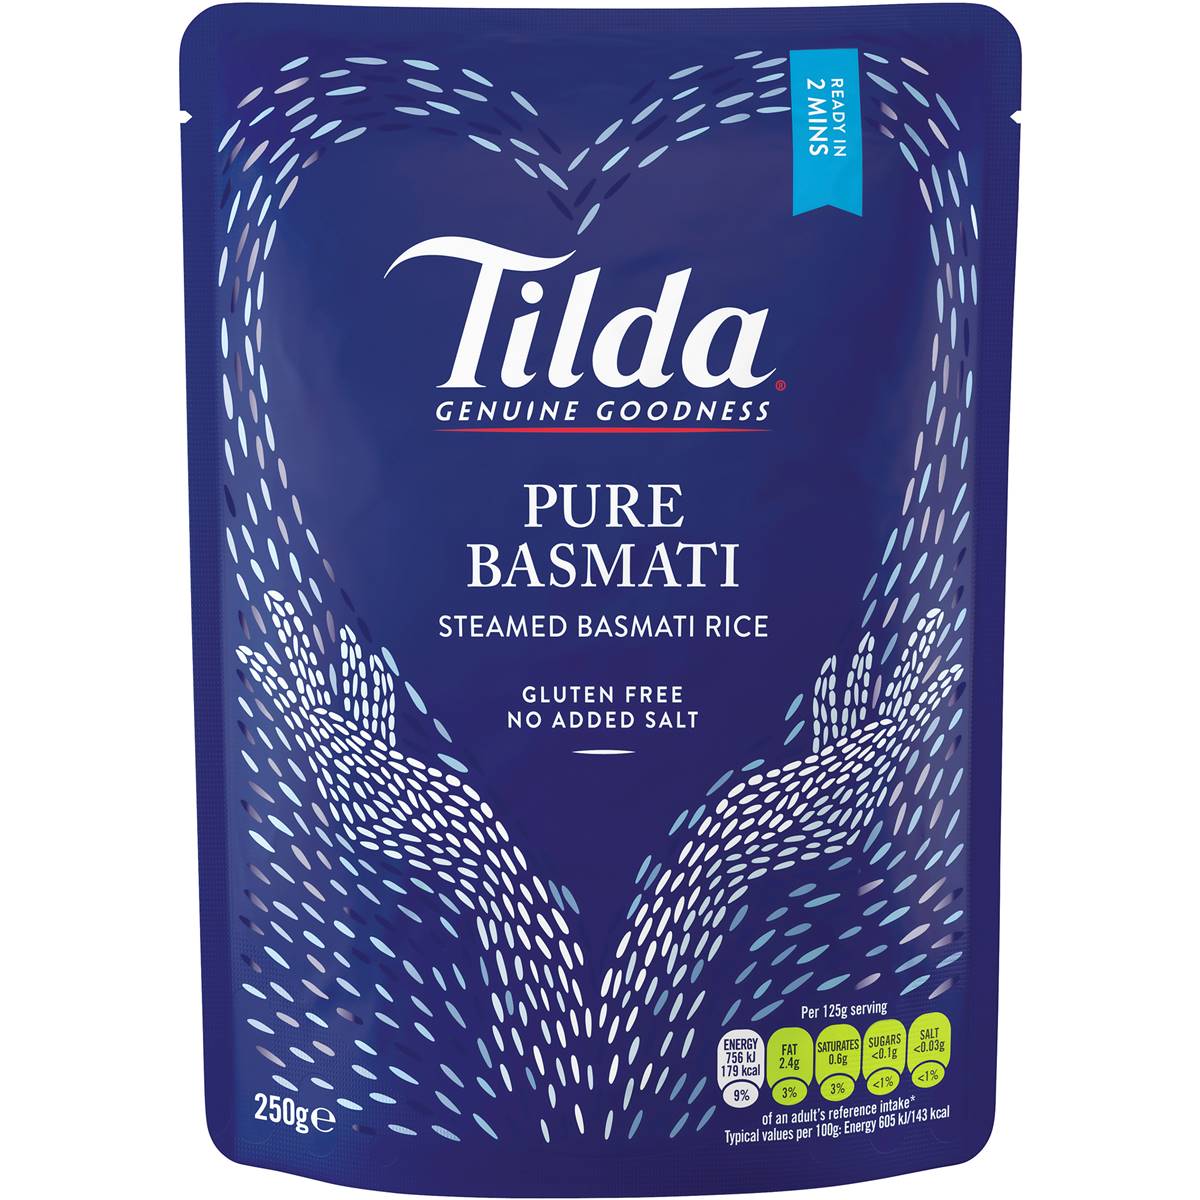 READY IN
2 MINS
Tilda®
GENUINE GOODNESS
PURE
BASMATI
STEAMED BASMATI RICE
GLUTEN FREE
NO ADDED SALT
Per 125g serving
ENERGY
756 kJ
179 kcal
9%
FAT
2.4g
3%
SATURATES
0.6g
3%
SUGARS
<0.1g
<1%
SALT
<0.03g
<1%
of an adult's reference intake*
Typical values per 100g: Energy 605 kJ/143 kcal
250g℮